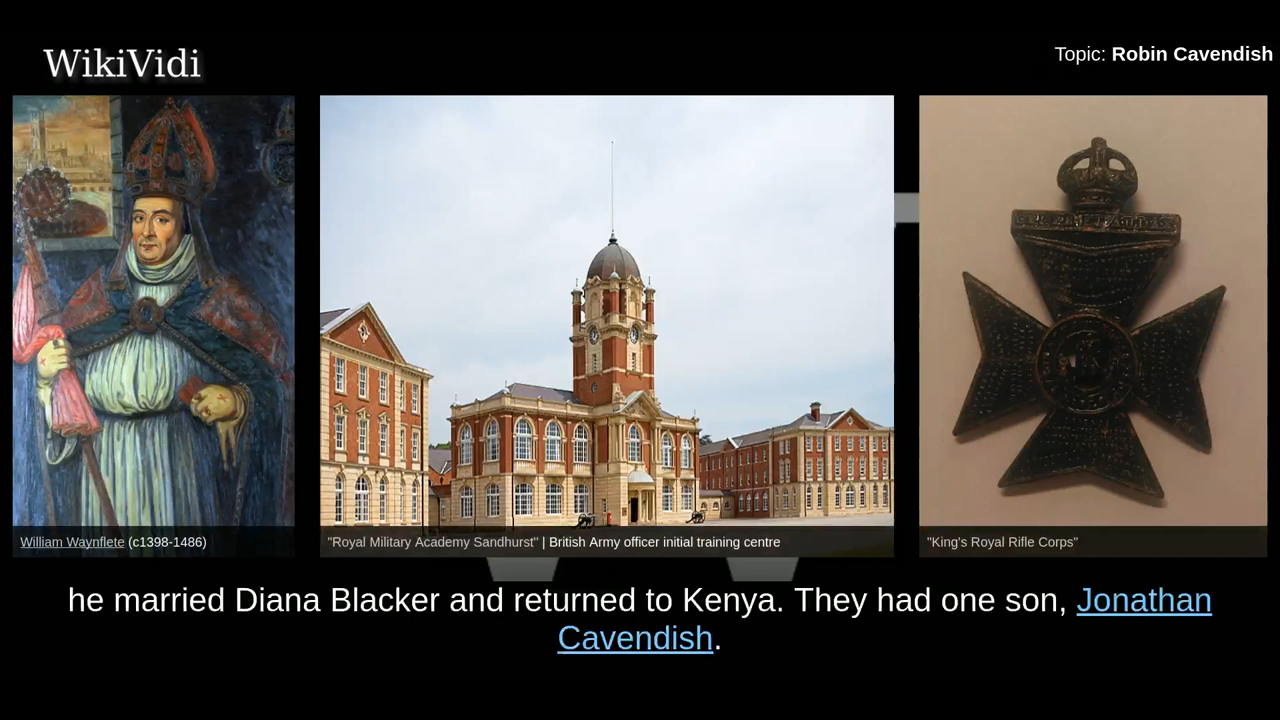 WikiVidi
Topic: Robin Cavendish
William Waynflete (c1398-1486)
"Royal Military Academy Sandhurst" | British Army officer initial training centre
"King's Royal Rifle Corps"
he married Diana Blacker and returned to Kenya. They had one son, Jonathan
Cavendish.